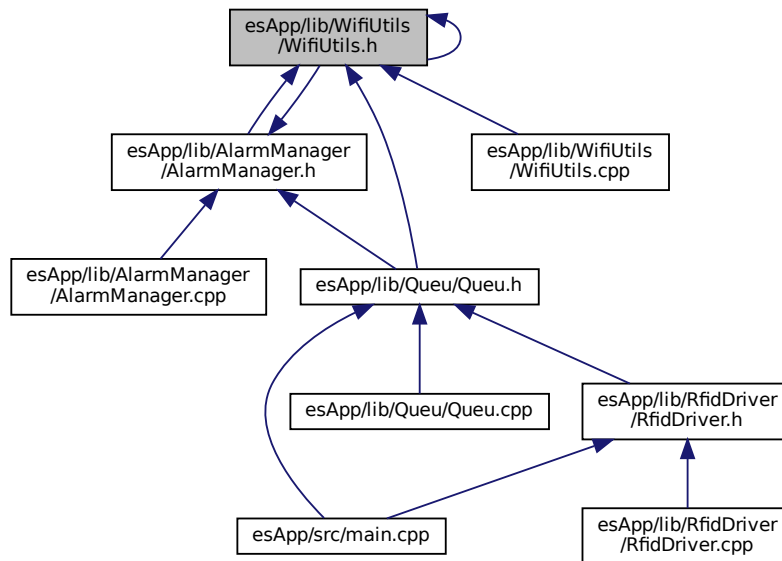 esApp/lib/WifiUtils
/WifiUtils.h
esApp/lib/AlarmManager
/AlarmManager.h
esApp/lib/WifiUtils
/WifiUtils.cpp
esApp/lib/AlarmManager
/AlarmManager.cpp
esApp/lib/Queu/Queu.h
esApp/lib/Queu/Queu.cpp
esApp/lib/RfidDriver
/RfidDriver.h
esApp/src/main.cpp
esApp/lib/RfidDriver
/RfidDriver.cpp